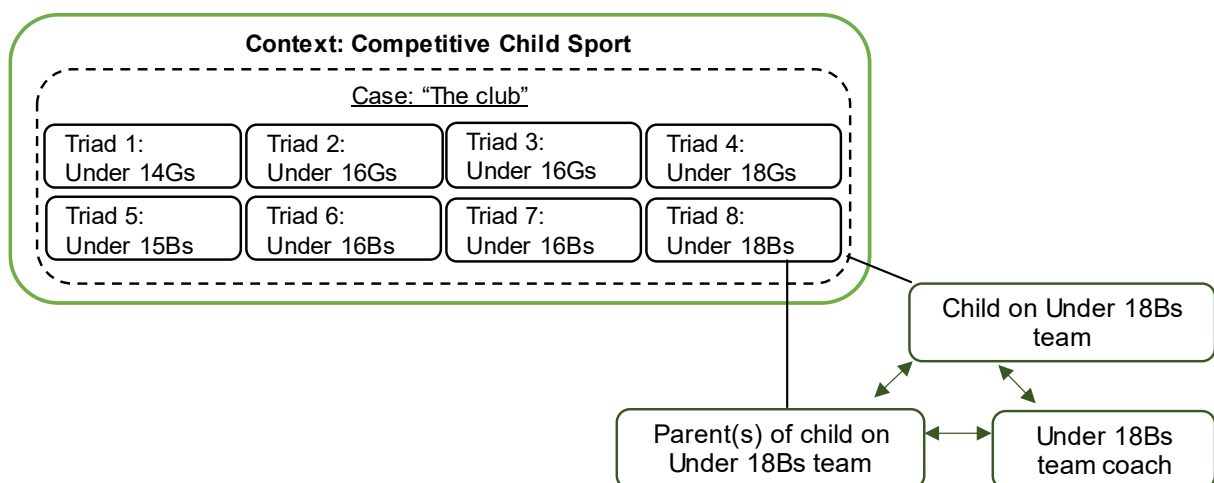 Context: Competitive Child Sport
Case: “The club”
Triad 1:
Under 14Gs
Triad 2:
Under 16Gs
Triad 3:
Under 16Gs
Triad 4:
Under 18Gs
Triad 5:
Under 15Bs
Triad 6:
Under 16Bs
Triad 7:
Under 16Bs
Triad 8:
Under 18Bs
Child on Under 18Bs
team
Parent(s) of child on
Under 18Bs team
Under 18Bs
team coach